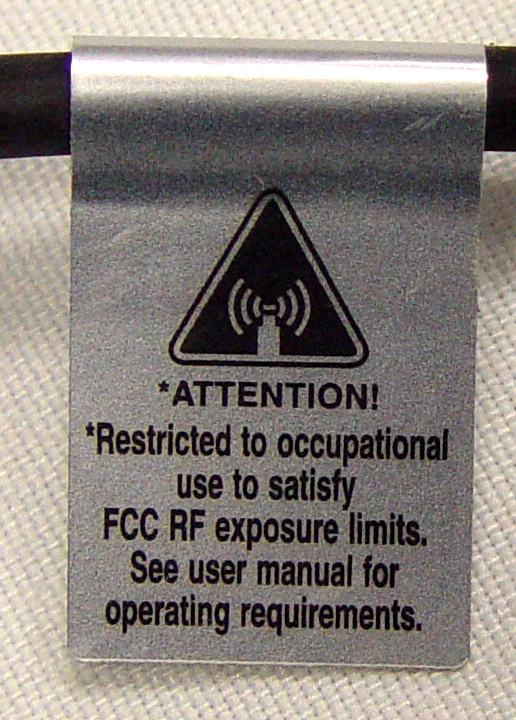 *ATTENTION!
*Restricted to occupational
use to satisfy
FCC RF exposure limits.
See user manual for
operating requirements.